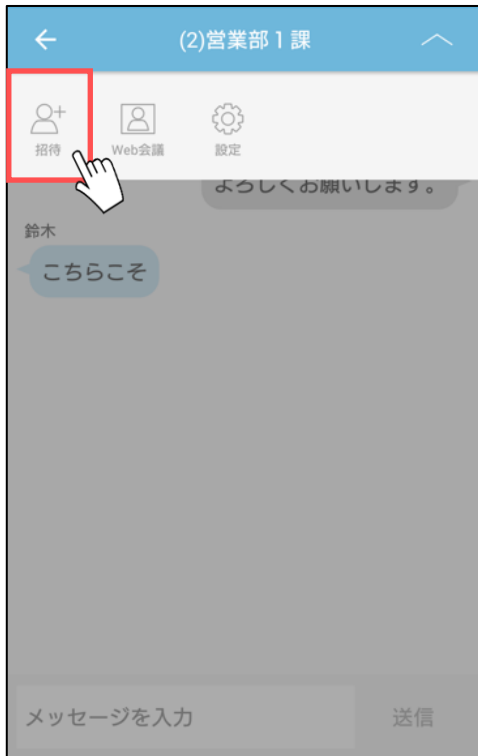 (2)営業部1課
招待
Web会議
設定
よろしくお願いします。
鈴木
こちらこそ
メッセージを入力
送信